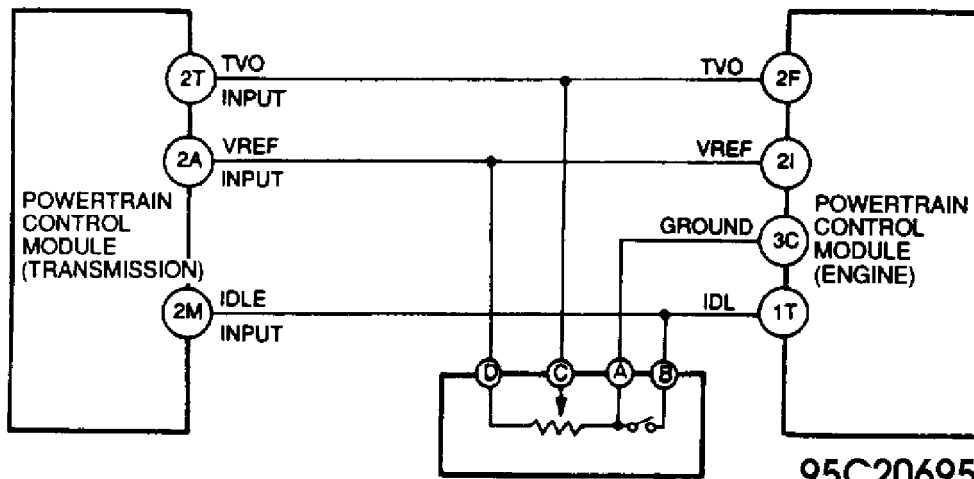 2T
TVO
INPUT
TVO
2F
2A
VREF
INPUT
VREF
2I
POWERTRAIN
CONTROL
MODULE
(TRANSMISSION)
GROUND
3C
POWERTRAIN
CONTROL
MODULE
(ENGINE)
2M
IDLE
INPUT
IDL
1T
D
C
A
B
95C20695